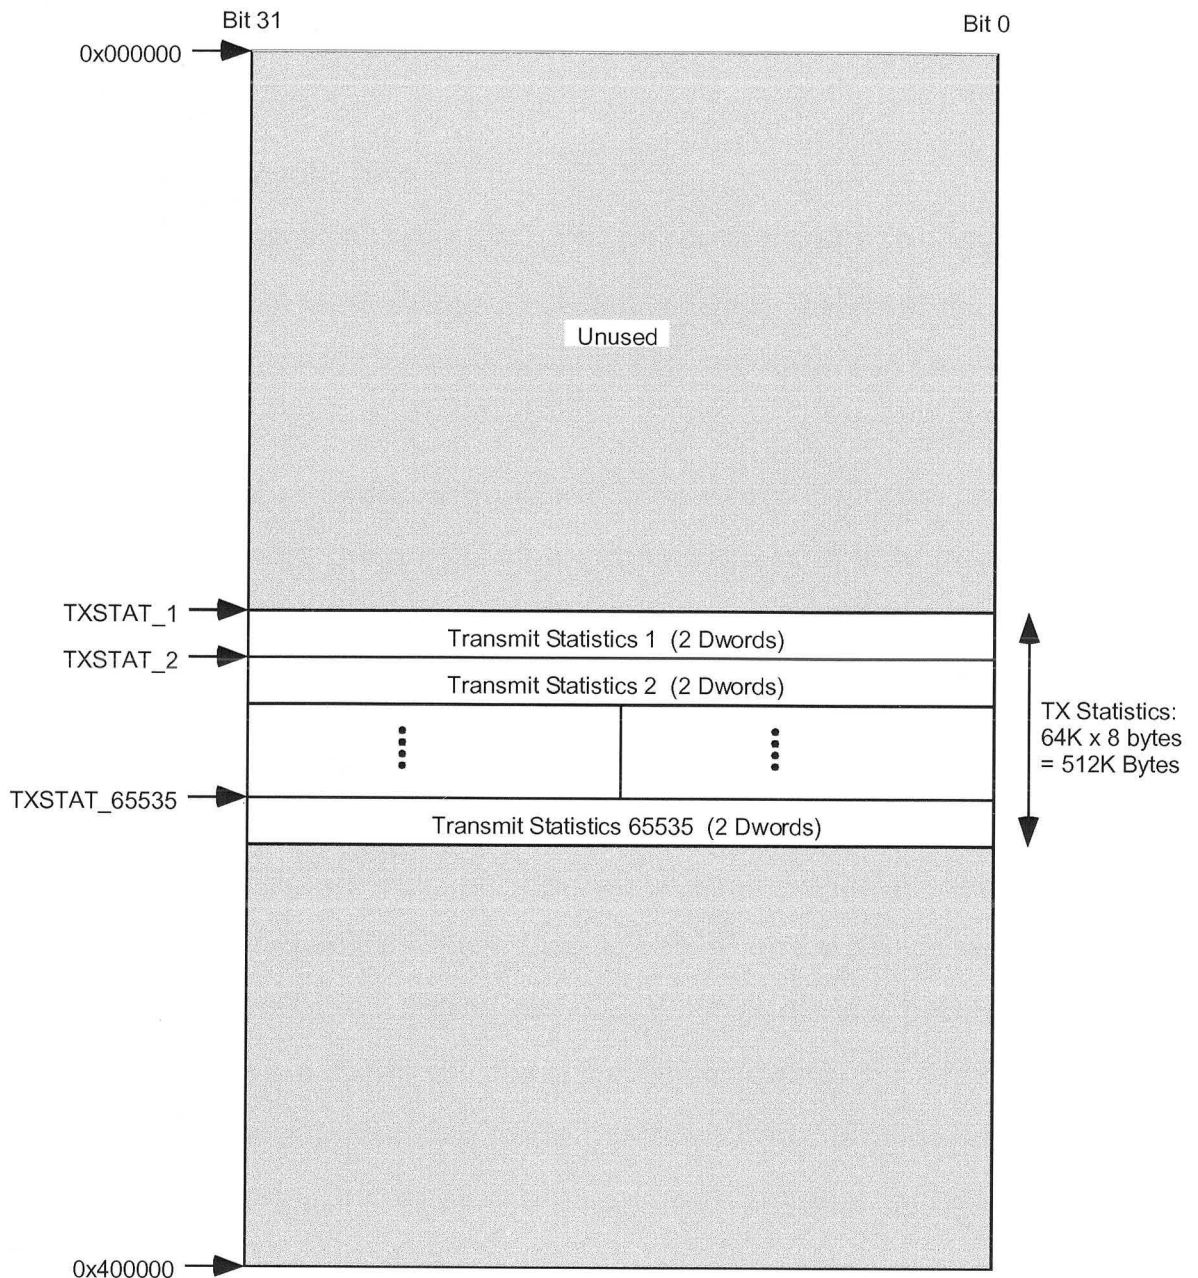 Bit 31
Bit 0
0x000000
Unused
TXSTAT_1
Transmit Statistics 1 (2 Dwords)
TXSTAT_2
Transmit Statistics 2 (2 Dwords)
TX Statistics:
64K x 8 bytes
= 512K Bytes
TXSTAT_65535
Transmit Statistics 65535 (2 Dwords)
0x400000